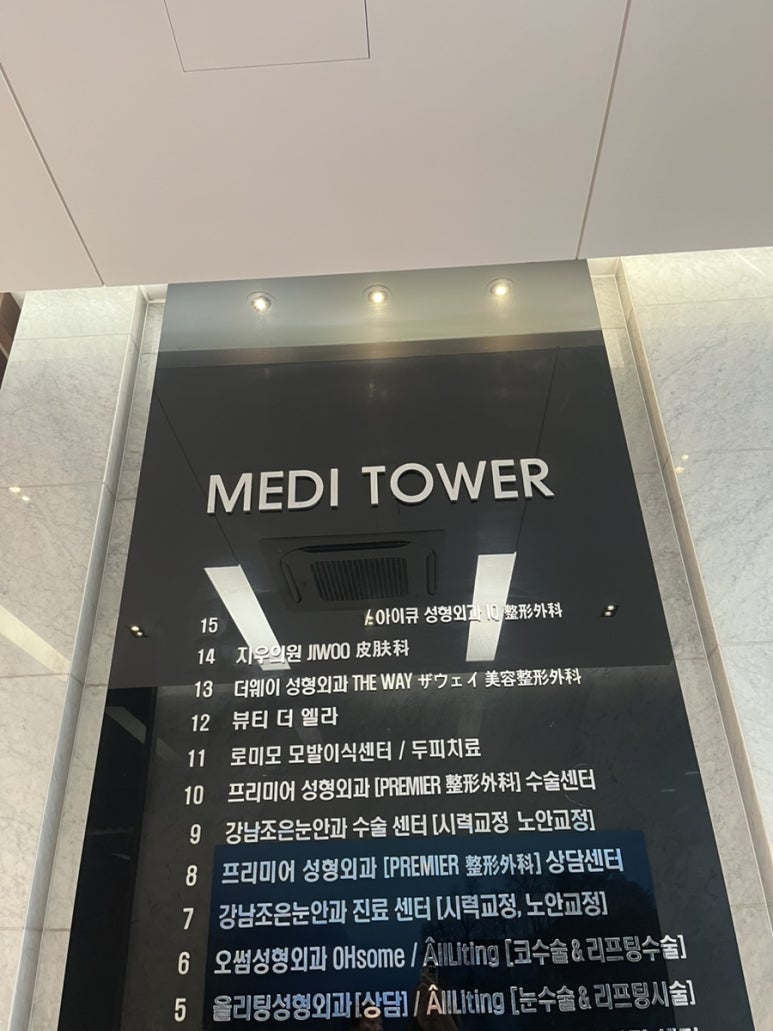 MEDI TOWER
15 /아이큐 성형외과 IQ 整形外科
14 지우의원 JIWOO 皮膚科
13 더웨이 성형외과 THE WAY ザウェイ 美容整形外科
12 뷰티 더 엘라
11 로미모 모발이식센터 / 두피치료
10 프리미어 성형외과 [PREMIER 整形外科] 수술센터
9 강남조은눈안과 수술 센터 [시력교정 노안교정]
8 프리미어 성형외과 [PREMIER 整形外科] 상담센터
7 강남조은눈안과 진료 센터 [시력교정, 노안교정]
6 오썸성형외과 OHsome / ÂllLiting [코수술&리프팅수술]
5 올리팅성형외과 [상담] / ÂllLiting [눈수술&리프팅시술]